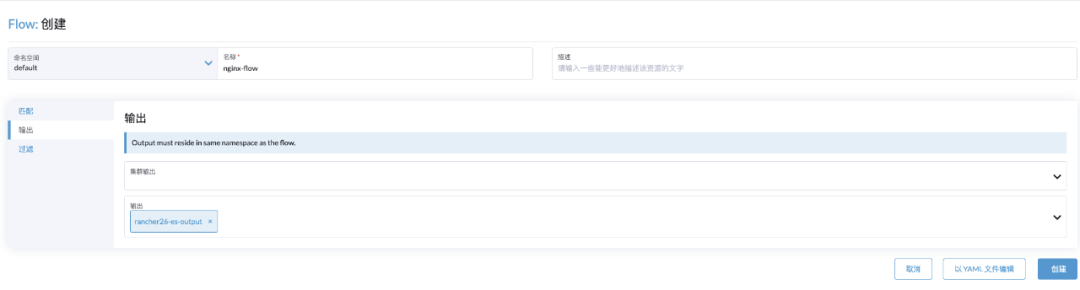 Flow: 创建
命名空间
default
名称 *
nginx-flow
描述
请输入一些能更好地描述该资源的文字
匹配
输出
过滤
输出
Output must reside in same namespace as the flow.
集群输出
输出
rancher26-es-output ×
取消
以 YAML 文件编辑
创建